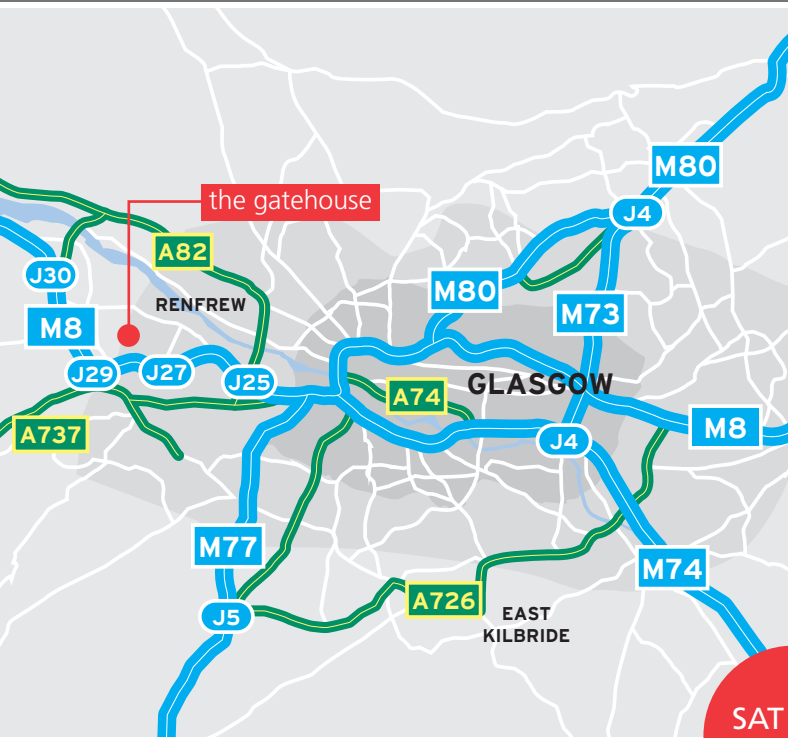 M80
the gatehouse
J4
A82
J30
M80
RENFREW
M73
M8
J29
J27
J25
GLASGOW
A74
A737
M8
J4
M77
M74
A726
J5
EAST
KILBRIDE
SAT